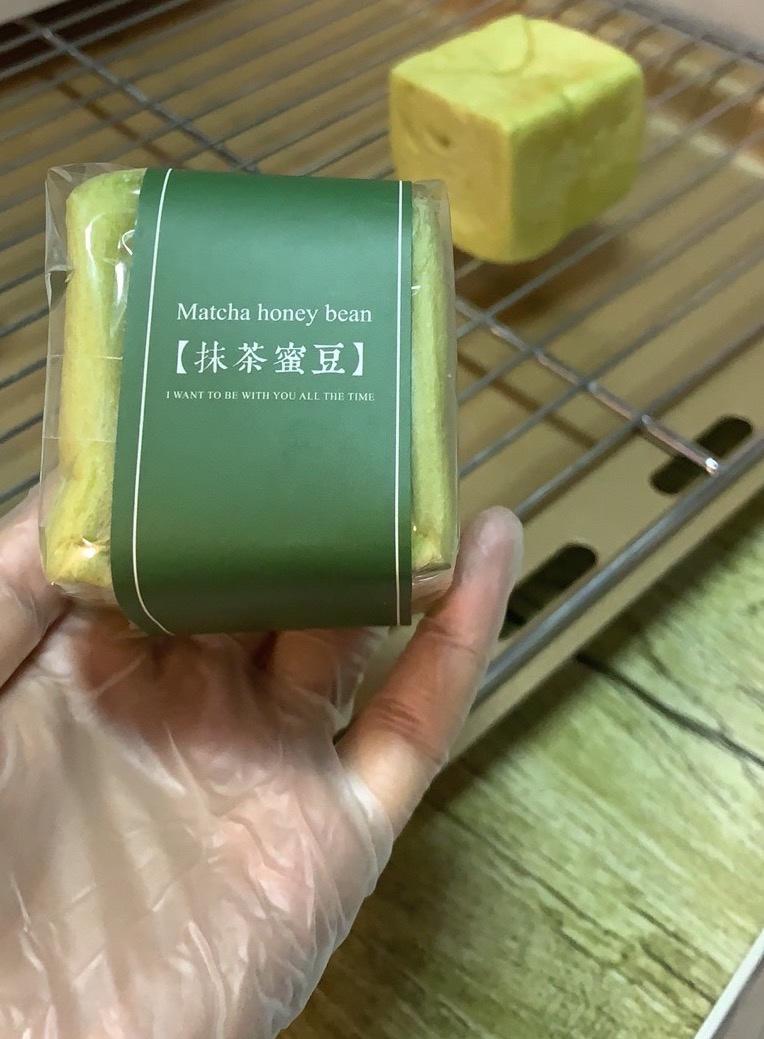 Matcha honey bean
【抹茶蜜豆】
I WANT TO BE WITH YOU ALL THE TIME